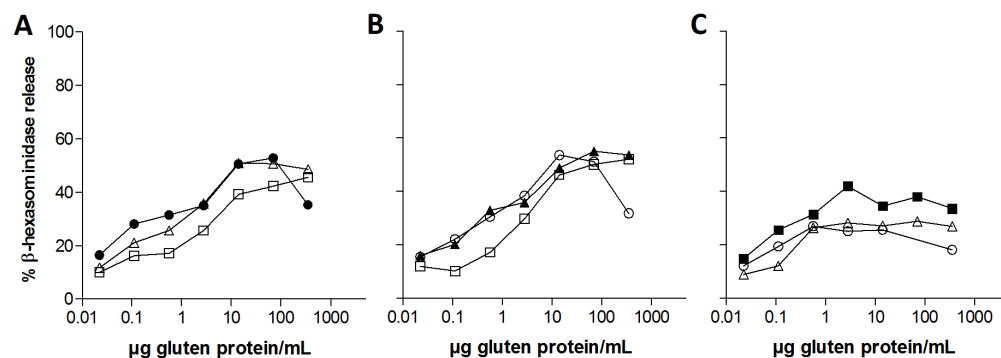 A
B
C
% β-hexasominidase release
100
80
60
40
20
0
0.01 0.1 1 10 100 1000
0.01 0.1 1 10 100 1000
0.01 0.1 1 10 100 1000
µg gluten protein/mL
µg gluten protein/mL
µg gluten protein/mL